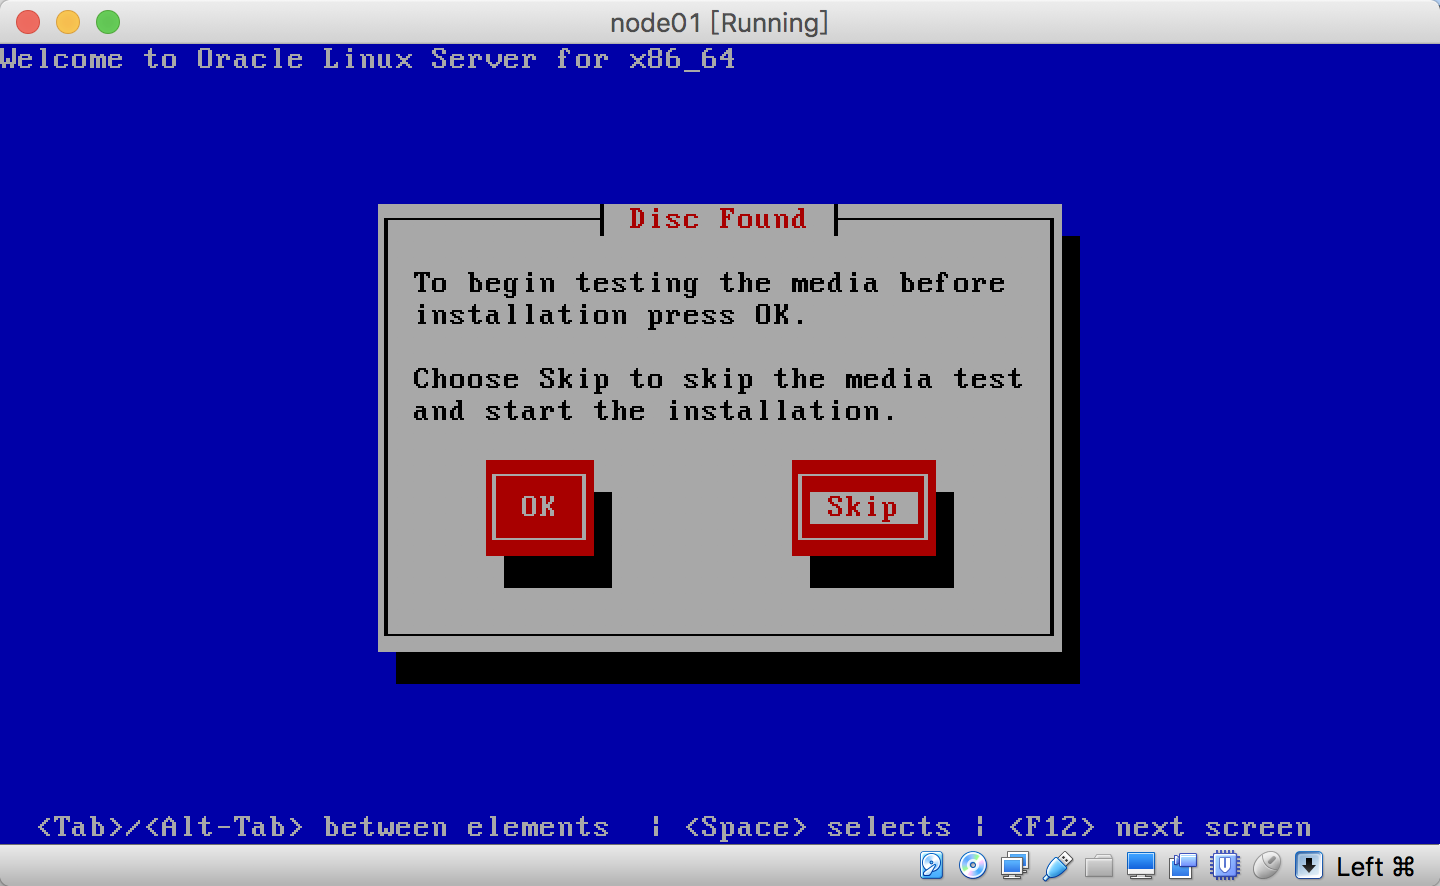 node01 [Running]
Welcome to Oracle Linux Server for x86_64
Disc Found
To begin testing the media before
installation press OK.
Choose Skip to skip the media test
and start the installation.
OK
Skip
<Tab>/<Alt-Tab> between elements  | <Space> selects | <F12> next screen
Left ⌘